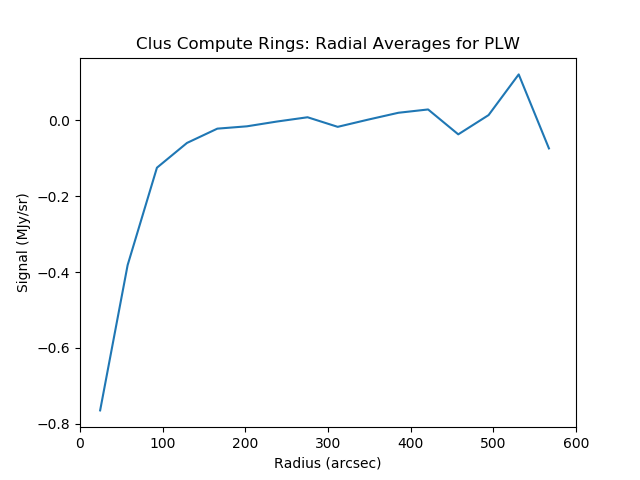 Clus Compute Rings: Radial Averages for PLW
0.0
−0.2
−0.4
−0.6
−0.8
Signal (MJy/sr)
0 100 200 300 400 500 600
Radius (arcsec)